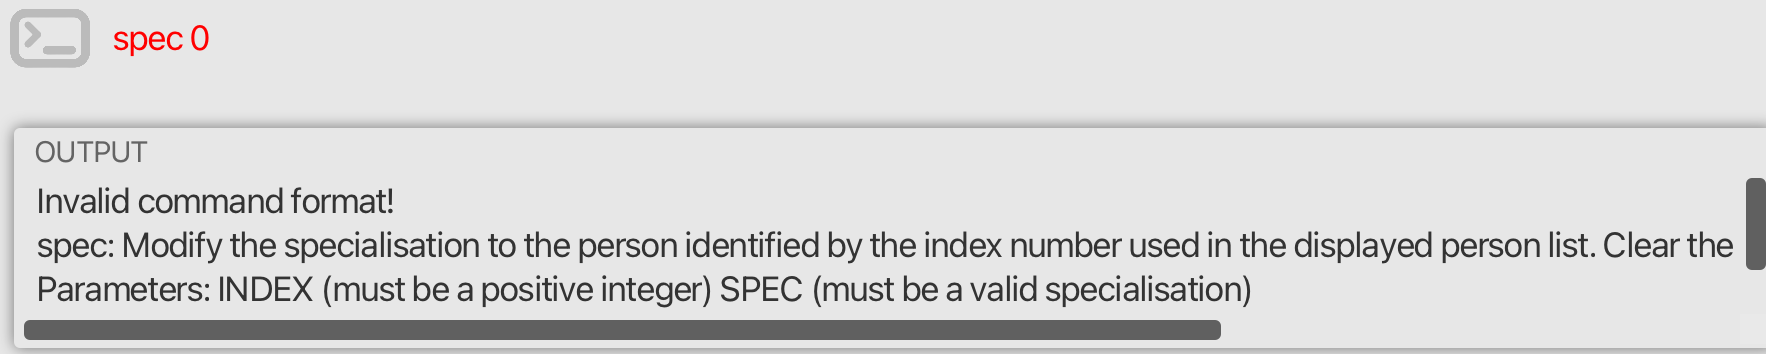 spec 0
OUTPUT
Invalid command format!
spec: Modify the specialisation to the person identified by the index number used in the displayed person list. Clear the
Parameters: INDEX (must be a positive integer) SPEC (must be a valid specialisation)